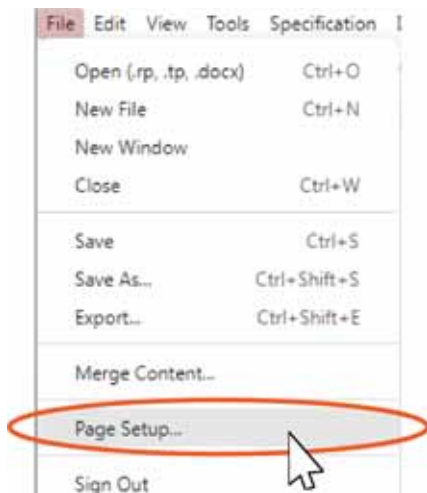 File Edit View Tools Specification
Open (.rp, .tp, .docx) Ctrl+O
New File Ctrl+N
New Window
Close Ctrl+W
Save Ctrl+S
Save As... Ctrl+Shift+S
Export... Ctrl+Shift+E
Merge Content...
Page Setup...
Sign Out